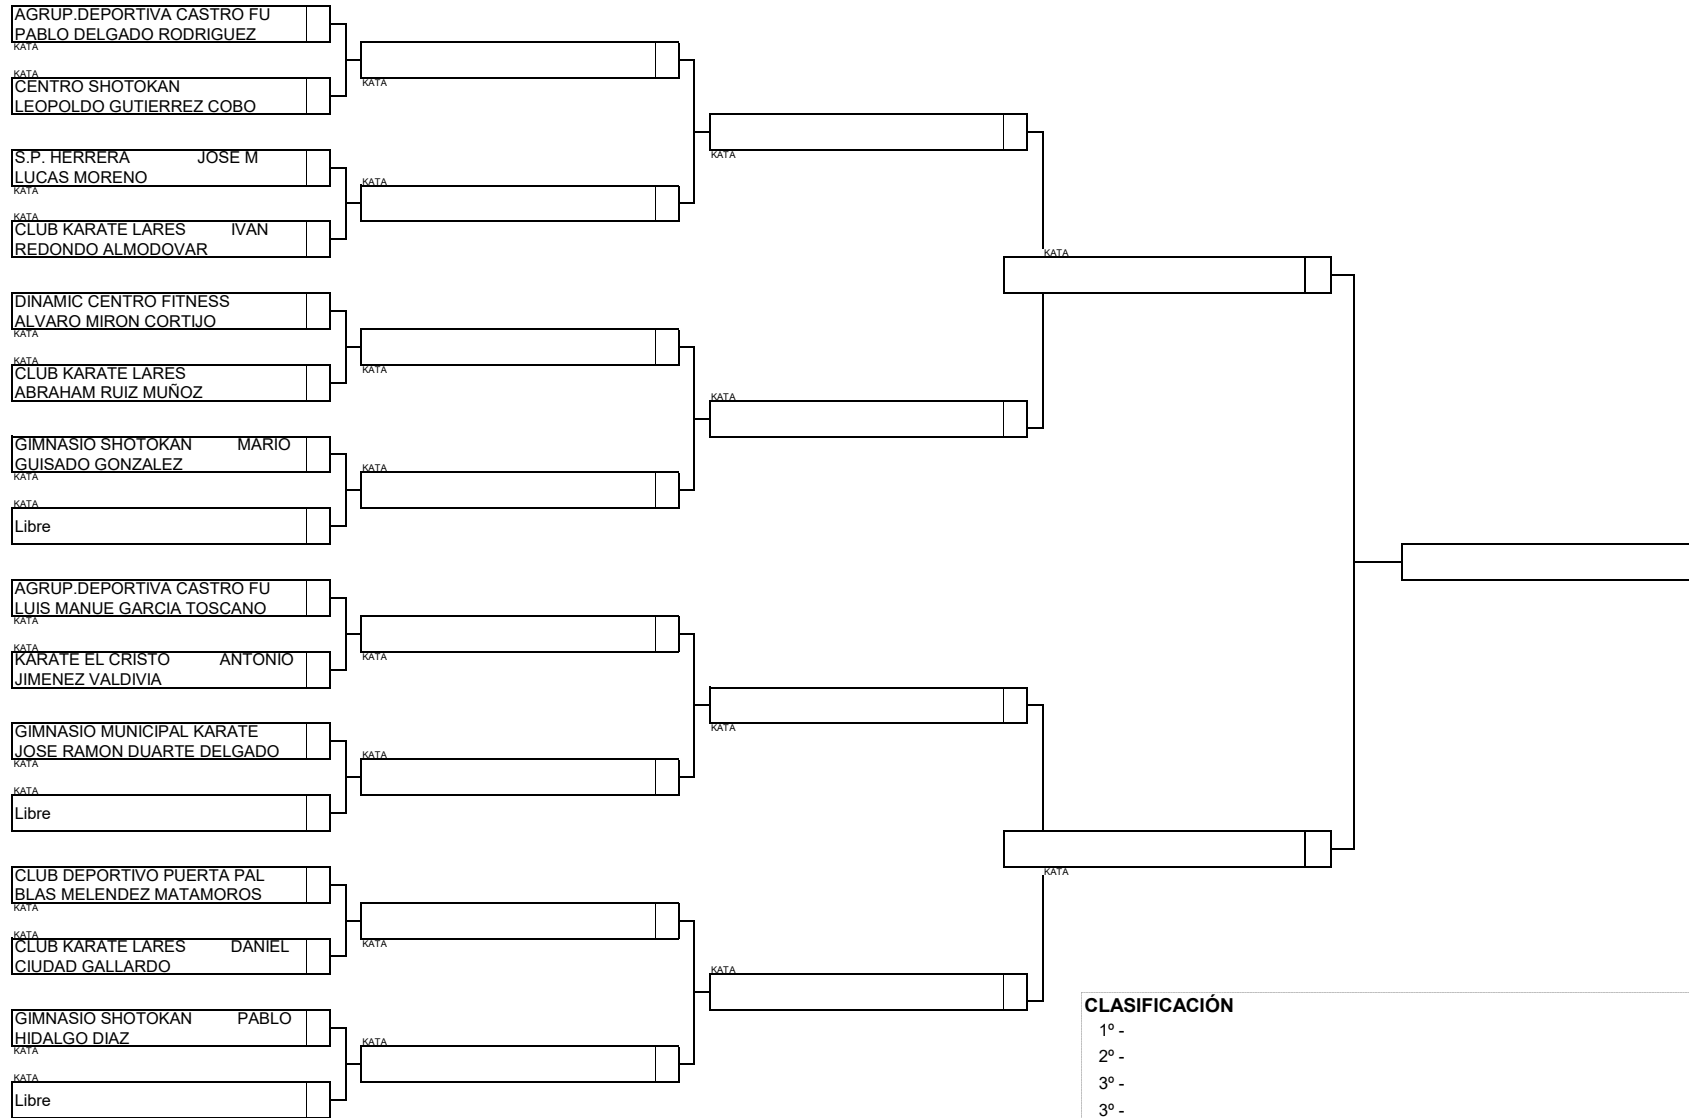 AGRUP.DEPORTIVA CASTRO FU
PABLO DELGADO RODRIGUEZ
KATA
KATA
CENTRO SHOTOKAN
LEOPOLDO GUTIERREZ COBO
KATA
S.P. HERRERA JOSE M
LUCAS MORENO
KATA
KATA
KATA
CLUB KARATE LARES IVAN
REDONDO ALMODOVAR
KATA
KATA
DINAMIC CENTRO FITNESS
ALVARO MIRON CORTIJO
KATA
KATA
CLUB KARATE LARES
ABRAHAM RUIZ MUÑOZ
KATA
KATA
GIMNASIO SHOTOKAN MARIO
GUISADO GONZALEZ
KATA
KATA
KATA
Libre
AGRUP.DEPORTIVA CASTRO FU
LUIS MANUE GARCIA TOSCANO
KATA
KATA
KARATE EL CRISTO ANTONIO
JIMENEZ VALDIVIA
KATA
GIMNASIO MUNICIPAL KARATE
JOSE RAMON DUARTE DELGADO
KATA
KATA
KATA
KATA
Libre
CLUB DEPORTIVO PUERTA PAL
BLAS MELENDEZ MATAMOROS
KATA
KATA
KATA
CLUB KARATE LARES DANIEL
CIUDAD GALLARDO
KATA
KATA
GIMNASIO SHOTOKAN PABLO
HIDALGO DIAZ
KATA
KATA
KATA
Libre
CLASIFICACIÓN
1º -
2º -
3º -
3º -